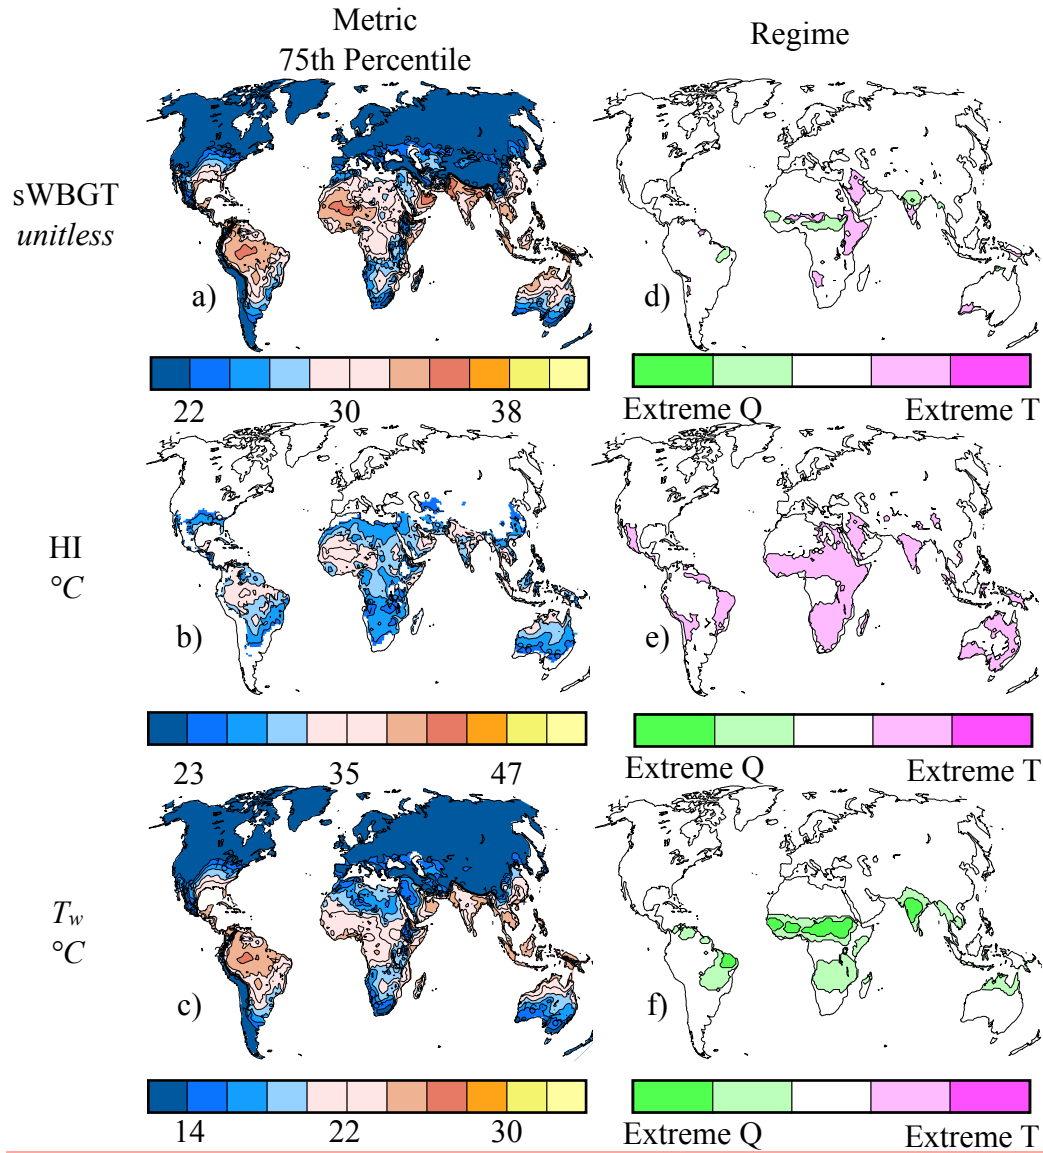 Metric
75th Percentile
Regime
sWBGT
unitless
a)
d)
22 30 38
Extreme Q Extreme T
HI
°C
b)
e)
23 35 47
Extreme Q Extreme T
Tw
°C
c)
f)
14 22 30
Extreme Q Extreme T